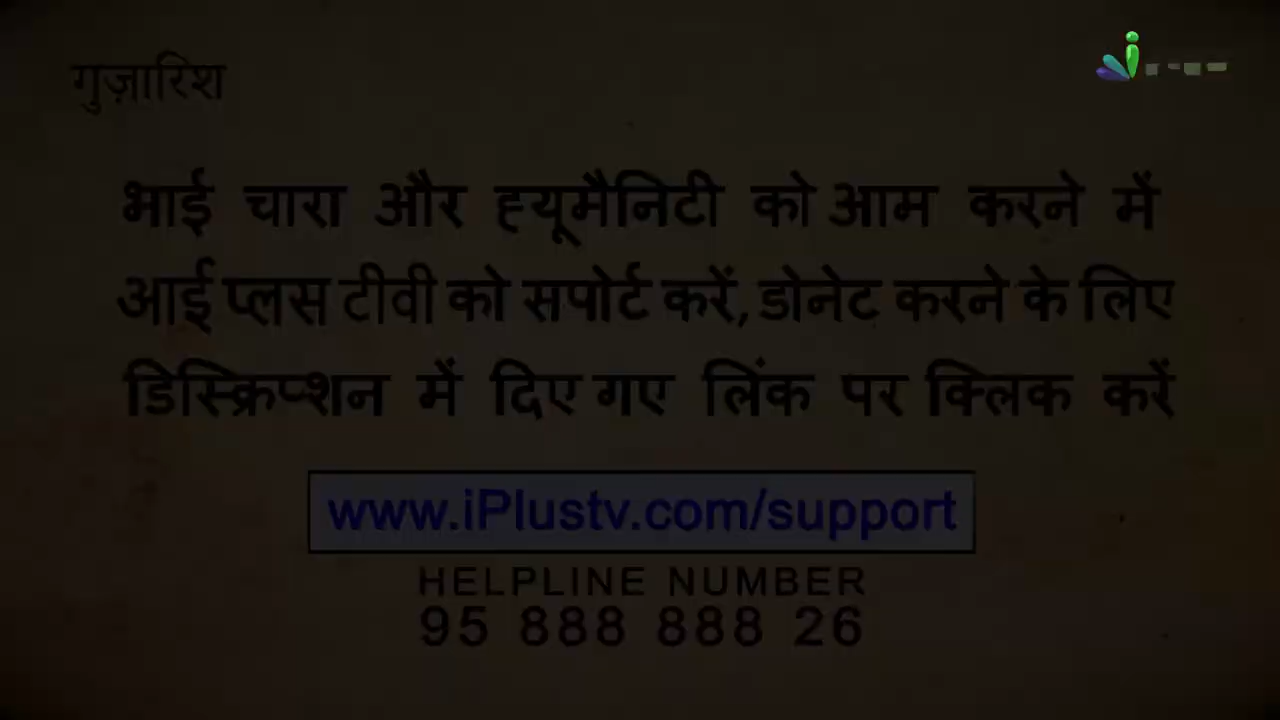 गुज़ारिश
भाई चारा और ह्यूमैनिटी को आम करने में
आई प्लस टीवी को सपोर्ट करें, डोनेट करने के लिए
डिस्क्रिप्शन में दिए गए लिंक पर क्लिक करें
www.iPlustv.com/support
HELPLINE NUMBER
95 888 888 26